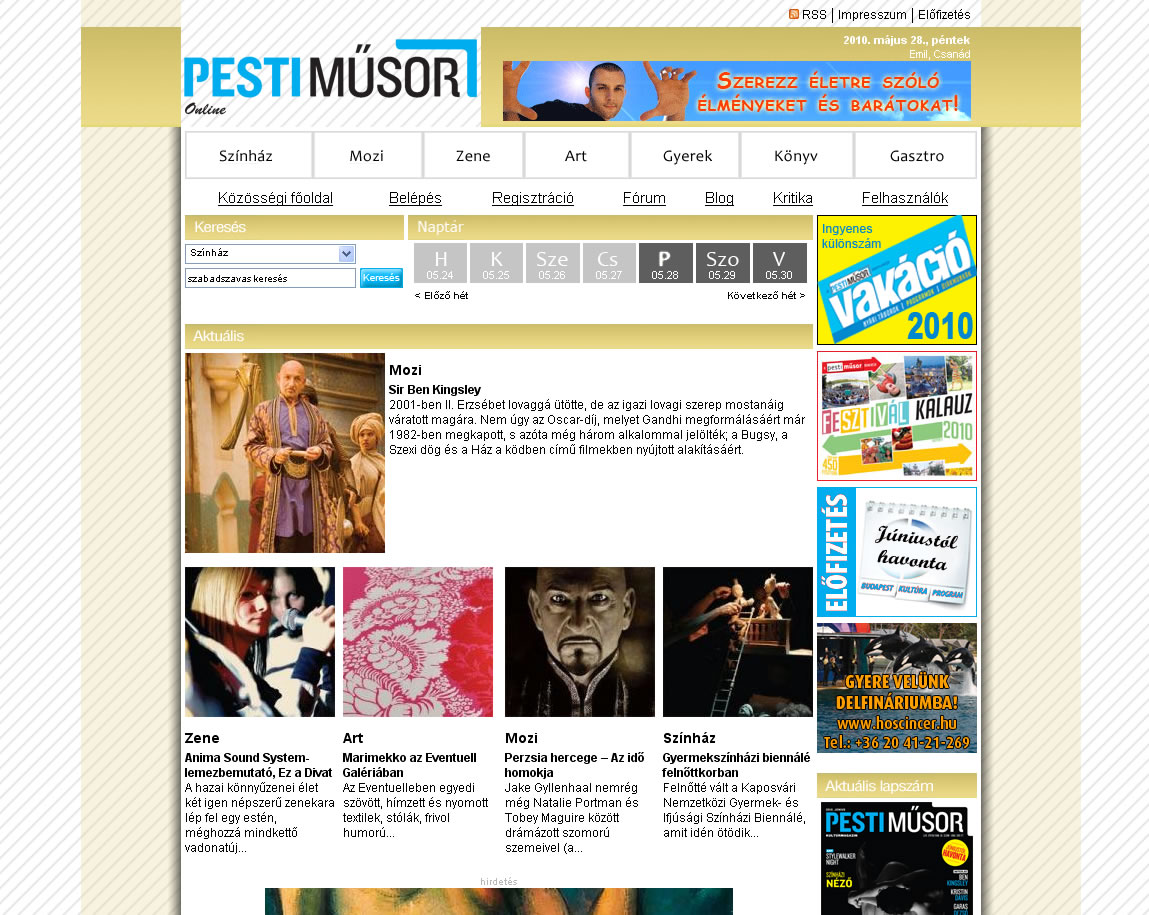 RSS | Impresszum | Előfizetés
PESTI MŰSOR
Online
2010. május 28., péntek
Emil, Csanád
Szerezz életre szóló
élményeket és barátokat!
Színház Mozi Zene Art Gyerek Könyv Gasztro
Közösségi főoldal Belépés Regisztráció Fórum Blog Kritika Felhasználók
Keresés
Színház
szabadszavas keresés Keresés
Naptár
H K Sze Cs P Szo V
05.24 05.25 05.26 05.27 05.28 05.29 05.30
< Előző hét Következő hét >
Aktuális
Mozi
Sir Ben Kingsley
2001-ben II. Erzsébet lovaggá ütötte, de az igazi lovagi szerep mostanáig
váratott magára. Nem úgy az Oscar-díj, melyet Gandhi megformálásáért már
1982-ben megkapott, s azóta még három alkalommal jelölték; a Bugsy, a
Szexi dög és a Ház a ködben című filmekben nyújtott alakításáért.
Zene
Anima Sound System-
lemezbemutató, Ez a Divat
A hazai könnyűzenei élet
két igen népszerű zenekara
lép fel egy estén,
méghozzá mindkettő
vadonatúj...
Art
Marimekko az Eventuell
Galériában
Az Eventuelleben egyedi
szövött, hímzett és nyomott
textilek, stólák, frivol
humorú...
Mozi
Perzsia hercege – Az idő
homokja
Jake Gyllenhaal nemrég
még Natalie Portman és
Tobey Maguire között
drámázott szomorú
szemeivel (a...
Színház
Gyermekszínházi biennálé
felnőttkorban
Felnőtté vált a Kaposvári
Nemzetközi Gyermek- és
Ifjúsági Színházi Biennálé,
amit idén ötödik...
hirdetés
Ingyenes
különszám
PESTI MŰSOR
vakáció
NYÁRI TÁBOROK | PROGRAMOK |
2010
pesti műsor
FESZTIVÁL KALAUZ
2010
ELŐFIZETÉS
Júniustól
havonta
BUDAPEST KULTÚRA PROGRAM
GYERE VELÜNK
DELFINÁRIUMBA!
www.hoscincer.hu
Tel.: +36 20 41-21-269
Aktuális lapszám
PESTI MŰSOR
STYLEWALKER
NIGHT
SZÍNHÁZI
NÉZŐ
HAVONTA
BEN
KINGSLEY
KRISTIN
DÁVID
GARAS
DEZSŐ